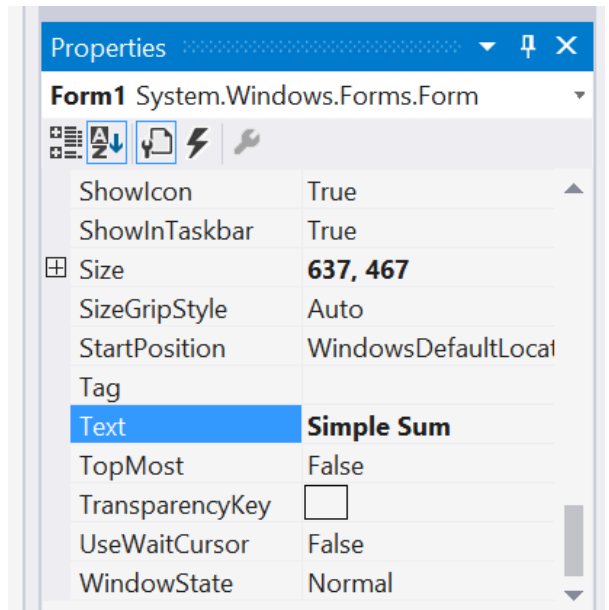 Properties
Form1 System.Windows.Forms.Form
ShowIcon True
ShowInTaskbar True
Size 637, 467
SizeGripStyle Auto
StartPosition WindowsDefaultLocat
Tag
Text Simple Sum
TopMost False
TransparencyKey
UseWaitCursor False
WindowState Normal